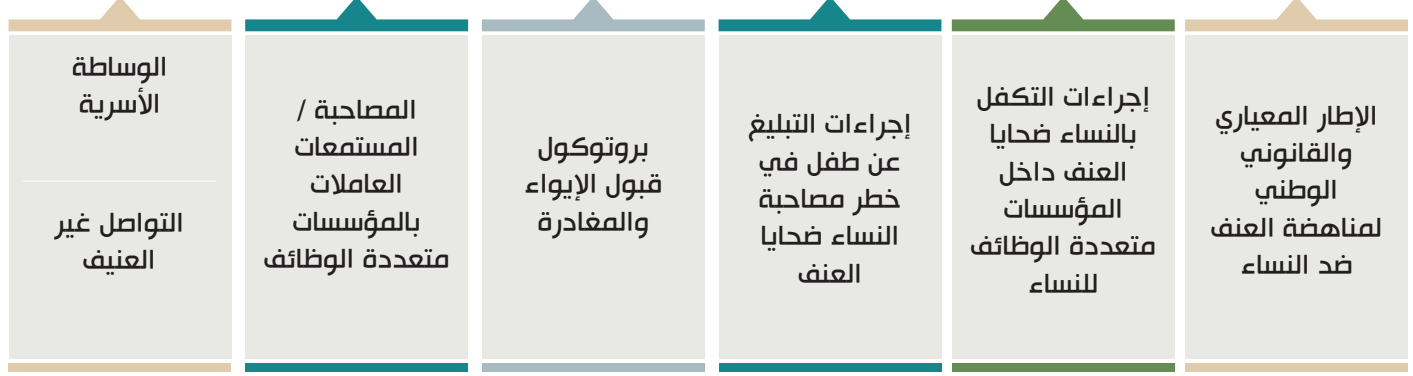 الإطار المعياري
والقانوني
الوطني
لمناهضة العنف
ضد النساء
إجراءات التكفل
بالنساء ضحايا
العنف داخل
المؤسسات
متعددة الوظائف
للنساء
إجراءات التبليغ
عن طفل في
خطر مصاحبة
النساء ضحايا
العنف
بروتوكول
قبول الإيواء
والمغادرة
المصاحبة /
المستمعات
العاملات
بالمؤسسات
متعددة الوظائف
الوساطة
الأسرية
التواصل غير
العنيف